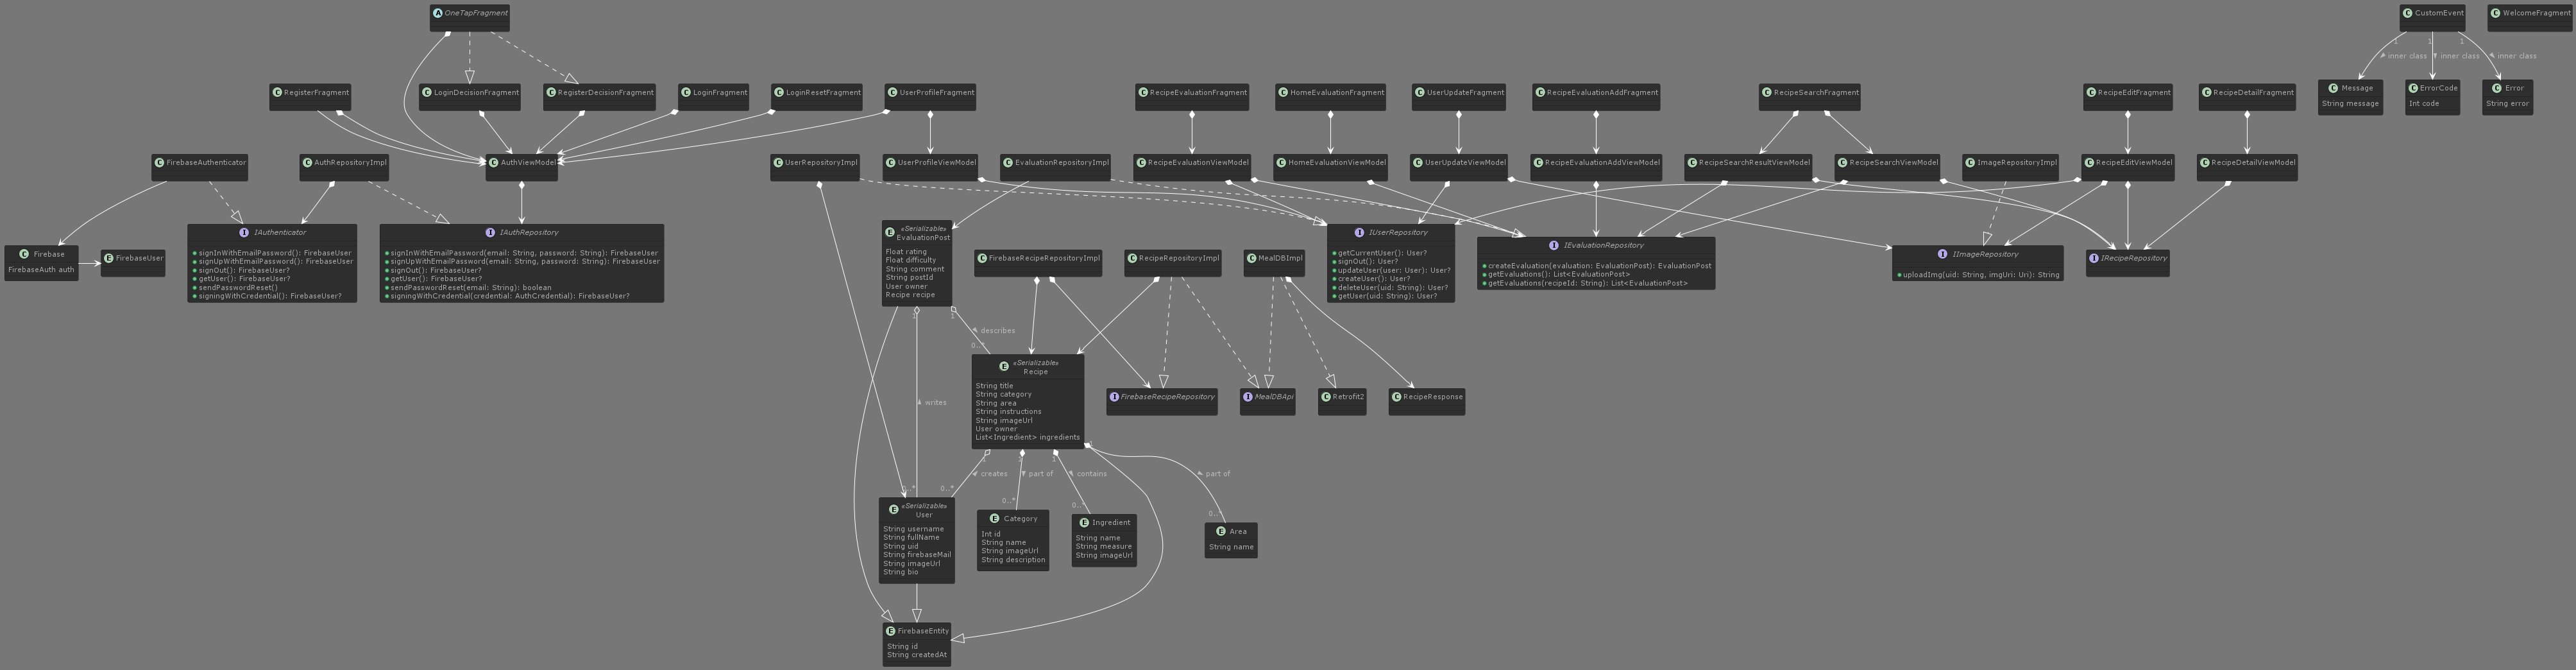 A OneTapFragment
C CustomEvent
C WelcomeFragment
1
1
1
inner class
inner class
inner class
C RegisterFragment
C LoginDecisionFragment
C RegisterDecisionFragment
C LoginFragment
C LoginResetFragment
C UserProfileFragment
C RecipeEvaluationFragment
C HomeEvaluationFragment
C UserUpdateFragment
C RecipeEvaluationAddFragment
C RecipeSearchFragment
C RecipeEditFragment
C RecipeDetailFragment
C Message
String message
C ErrorCode
Int code
C Error
String error
C FirebaseAuthenticator
C AuthRepositoryImpl
C AuthViewModel
C UserRepositoryImpl
C UserProfileViewModel
C EvaluationRepositoryImpl
C RecipeEvaluationViewModel
C HomeEvaluationViewModel
C UserUpdateViewModel
C RecipeEvaluationAddViewModel
C RecipeSearchResultViewModel
C RecipeSearchViewModel
C ImageRepositoryImpl
C RecipeEditViewModel
C RecipeDetailViewModel
C Firebase
FirebaseAuth auth
E FirebaseUser
I IAuthenticator
signInWithEmailPassword(): FirebaseUser
signUpWithEmailPassword(): FirebaseUser
signOut(): FirebaseUser?
getUser(): FirebaseUser?
sendPasswordReset()
signingWithCredential(): FirebaseUser?
I IAuthRepository
signInWithEmailPassword(email: String, password: String): FirebaseUser
signUpWithEmailPassword(email: String, password: String): FirebaseUser
signOut(): FirebaseUser?
getUser(): FirebaseUser?
sendPasswordReset(email: String): boolean
signingWithCredential(credential: AuthCredential): FirebaseUser?
E «Serializable»
EvaluationPost
Float rating
Float difficulty
String comment
String postId
User owner
Recipe recipe
C FirebaseRecipeRepositoryImpl
C RecipeRepositoryImpl
C MealDBImpl
I IUserRepository
getCurrentUser(): User?
signOut(): User?
updateUser(user: User): User?
createUser(): User?
deleteUser(uid: String): User?
getUser(uid: String): User?
I IEvaluationRepository
createEvaluation(evaluation: EvaluationPost): EvaluationPost
getEvaluations(): List<EvaluationPost>
getEvaluations(recipeId: String): List<EvaluationPost>
I IImageRepository
uploadImg(uid: String, imgUri: Uri): String
I IRecipeRepository
1
1
describes
0..*
E «Serializable»
Recipe
String title
String category
String area
String instructions
String imageUrl
User owner
List<Ingredient> ingredients
I FirebaseRecipeRepository
I MealDBApi
C Retrofit2
C RecipeResponse
writes
1
1
1
1
creates
part of
contains
part of
0..*
0..*
0..*
0..*
0..*
E «Serializable»
User
String username
String fullName
String uid
String firebaseMail
String imageUrl
String bio
E Category
Int id
String name
String imageUrl
String description
E Ingredient
String name
String measure
String imageUrl
E Area
String name
E FirebaseEntity
String id
String createdAt